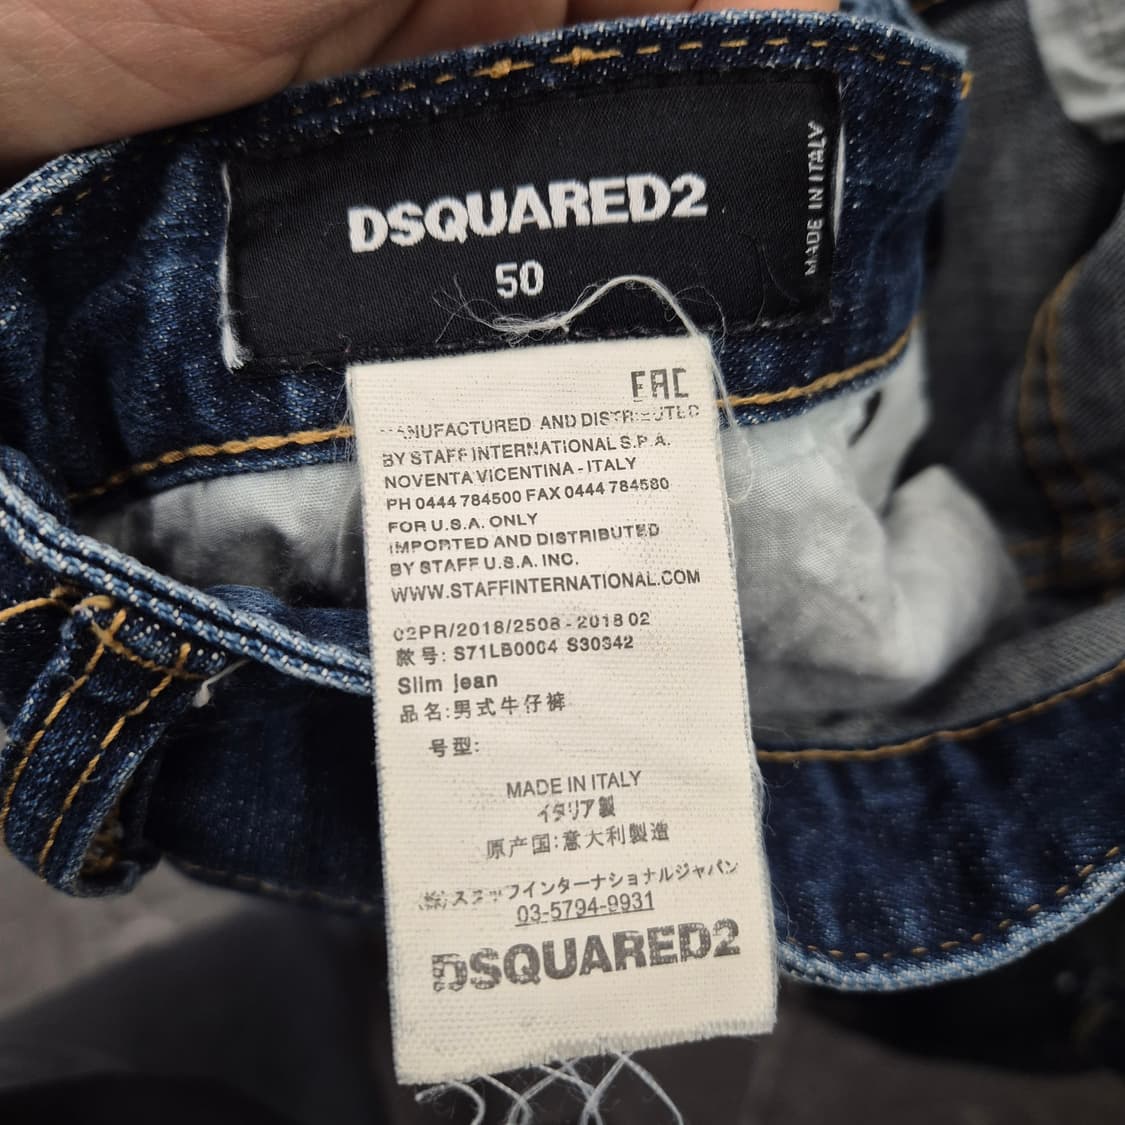 DSQUARED2
50
MADE IN ITALY
EAC
MANUFACTURED AND DISTRIBUTED
BY STAFF INTERNATIONAL S.P.A.
NOVENTA VICENTINA - ITALY
PH 0444 784500 FAX 0444 784580
FOR U.S.A. ONLY
IMPORTED AND DISTRIBUTED
BY STAFF U.S.A. INC.
WWW.STAFFINTERNATIONAL.COM
02PR/2018/2508 - 2018 02
款号: S71LB0004 S30342
Slim jean
品名:男式牛仔裤
号型:
MADE IN ITALY
イタリア製
原产国:意大利製造
(株)スタッフインターナショナルジャパン
03-5794-9931
DSQUARED2